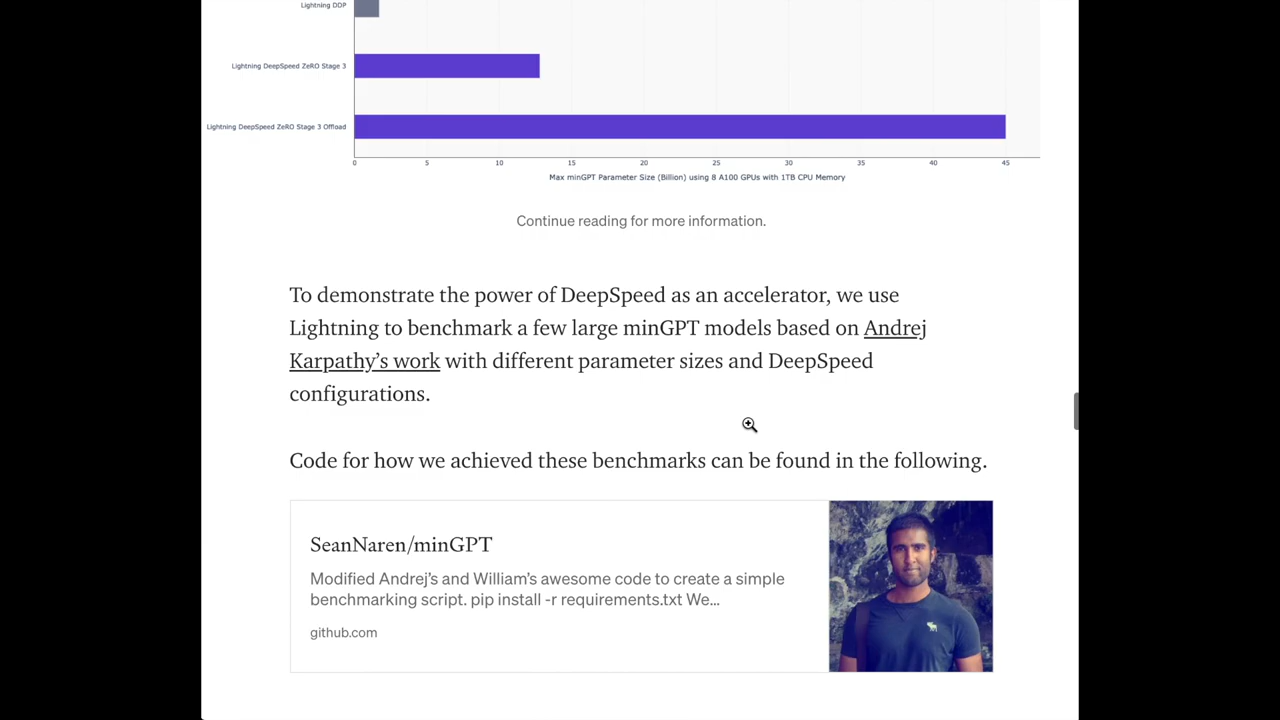 Lightning DDP
Lightning DeepSpeed ZeRO Stage 3
Lightning DeepSpeed ZeRO Stage 3 Offload
0 5 10 15 20 25 30 35 40 45
Max minGPT Parameter Size (Billion) using 8 A100 GPUs with 1TB CPU Memory
Continue reading for more information.
To demonstrate the power of DeepSpeed as an accelerator, we use
Lightning to benchmark a few large minGPT models based on Andrej
Karpathy’s work with different parameter sizes and DeepSpeed
configurations.
Code for how we achieved these benchmarks can be found in the following.
SeanNaren/minGPT
Modified Andrej’s and William’s awesome code to create a simple
benchmarking script. pip install -r requirements.txt We…
github.com